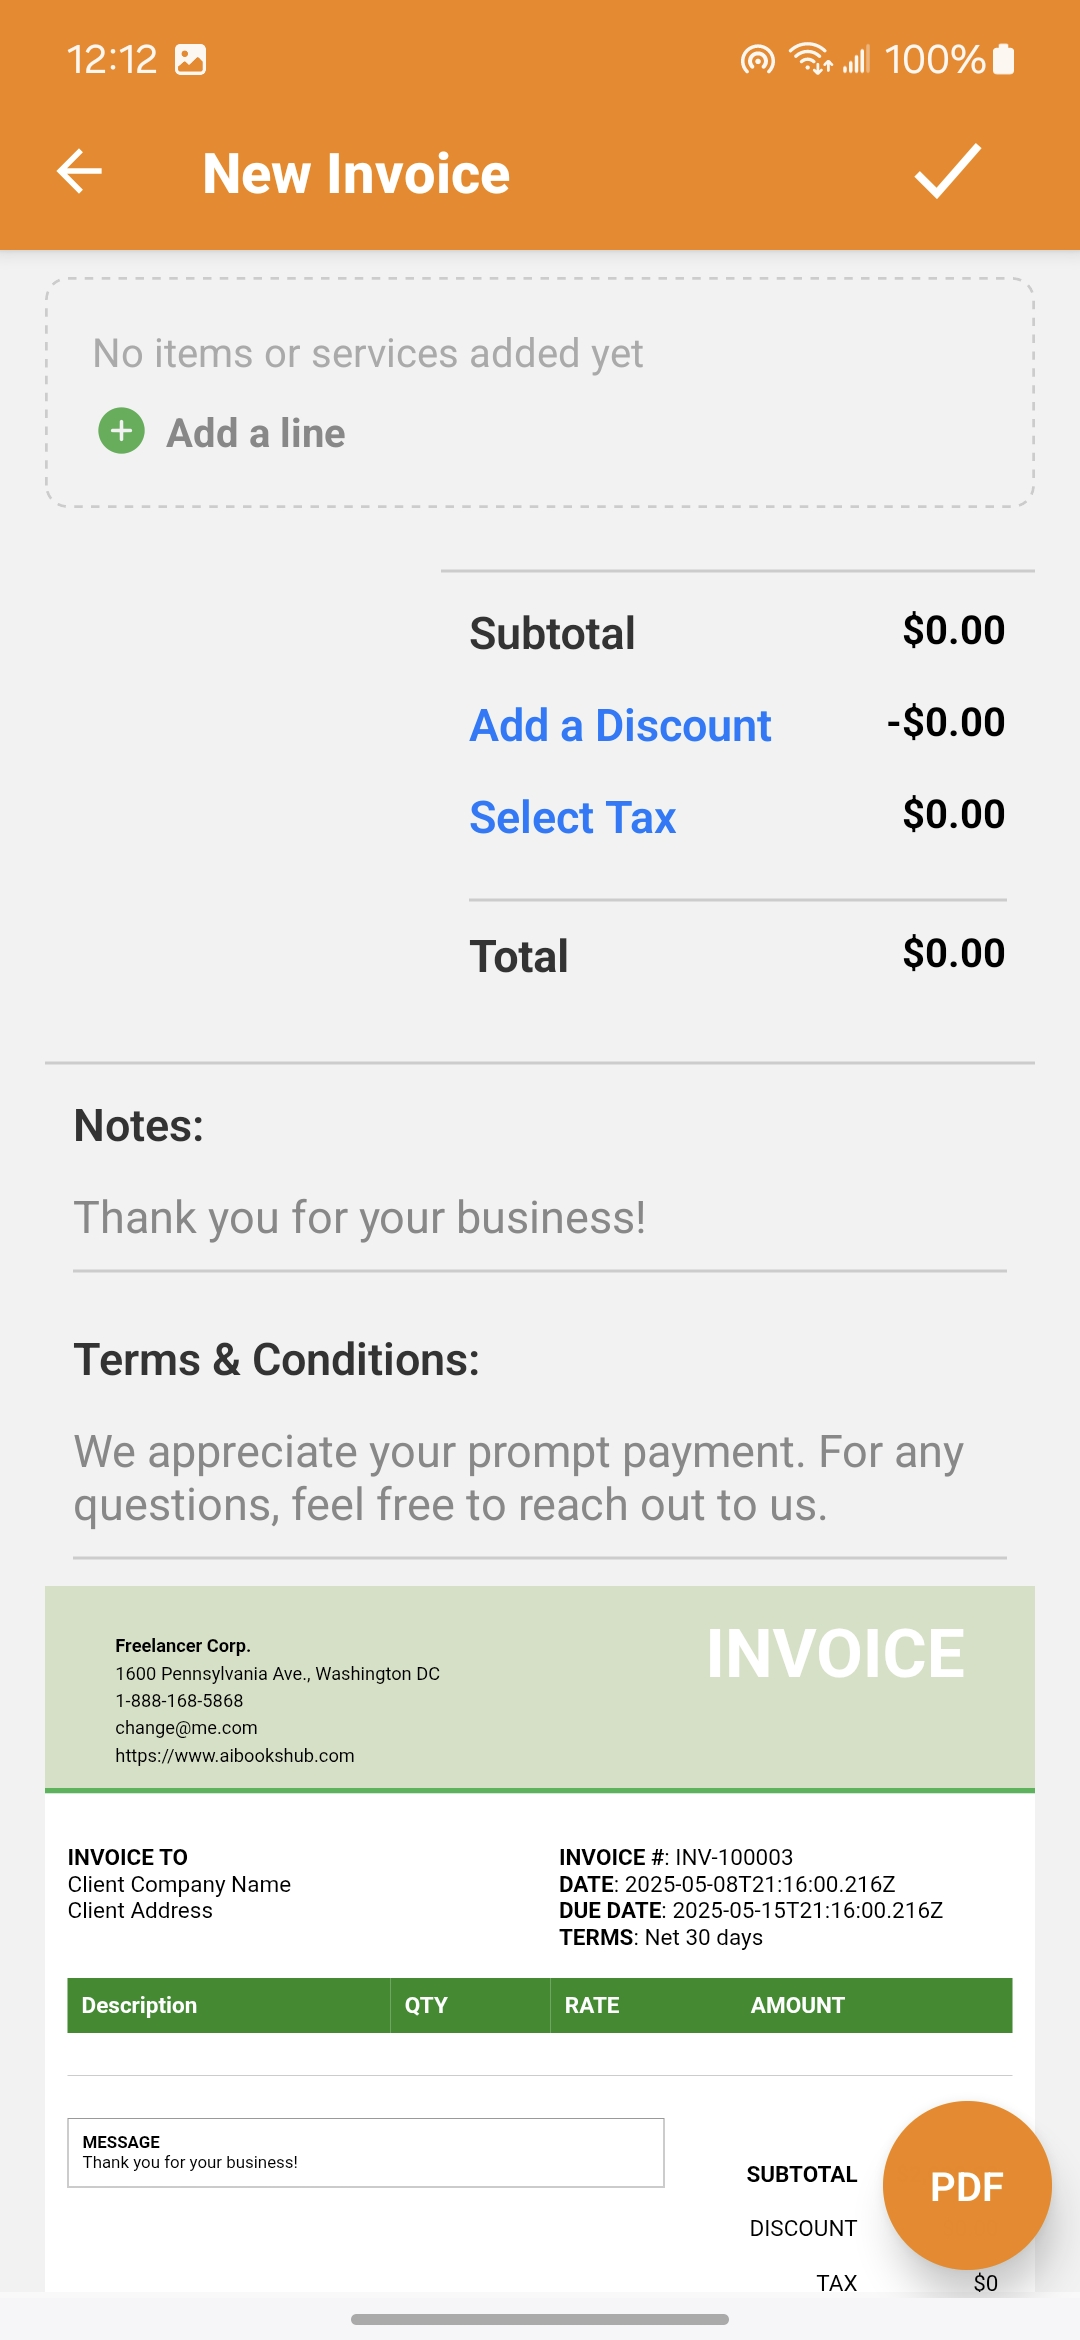 12:12
100%
New Invoice
No items or services added yet
Add a line
Subtotal $0.00
Add a Discount -$0.00
Select Tax $0.00
Total $0.00
Notes:
Thank you for your business!
Terms & Conditions:
We appreciate your prompt payment. For any
questions, feel free to reach out to us.
INVOICE
Freelancer Corp.
1600 Pennsylvania Ave., Washington DC
1-888-168-5868
change@me.com
https://www.aibookshub.com
INVOICE TO
Client Company Name
Client Address
INVOICE #: INV-100003
DATE: 2025-05-08T21:16:00.216Z
DUE DATE: 2025-05-15T21:16:00.216Z
TERMS: Net 30 days
Description QTY RATE AMOUNT
MESSAGE
Thank you for your business!
SUBTOTAL
DISCOUNT
TAX $0
PDF